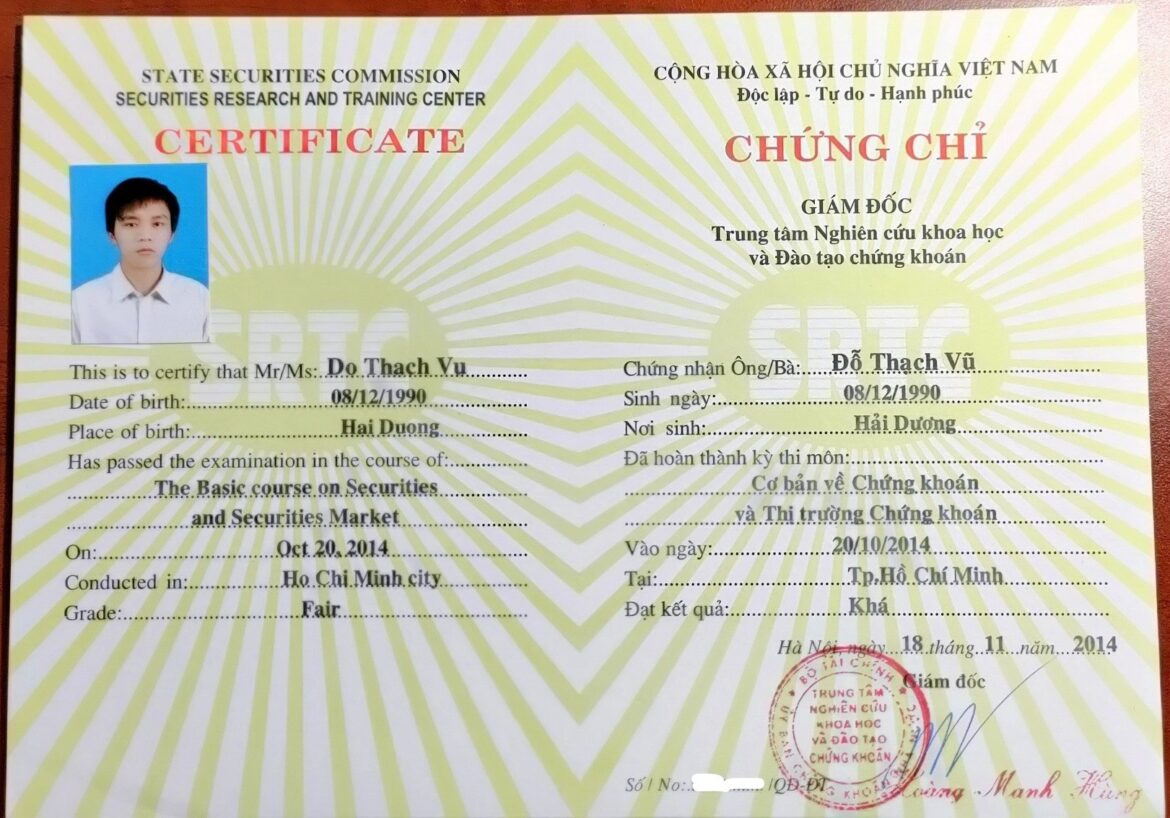 STATE SECURITIES COMMISSION
SECURITIES RESEARCH AND TRAINING CENTER
CERTIFICATE
SRTC
This is to certify that Mr/Ms: Do Thach Vu
Date of birth: 08/12/1990
Place of birth: Hai Duong
Has passed the examination in the course of:
The Basic course on Securities
and Securities Market
On: Oct 20, 2014
Conducted in: Ho Chi Minh city
Grade: Fair
CỘNG HÒA XÃ HỘI CHỦ NGHĨA VIỆT NAM
Độc lập - Tự do - Hạnh phúc
CHỨNG CHỈ
GIÁM ĐỐC
Trung tâm Nghiên cứu khoa học
và Đào tạo chứng khoán
SRTC
Chứng nhận Ông/Bà: Đỗ Thạch Vũ
Sinh ngày: 08/12/1990
Nơi sinh: Hải Dương
Đã hoàn thành kỳ thi môn:
Cơ bản về Chứng khoán
và Thị trường Chứng khoán
Vào ngày: 20/10/2014
Tại: Tp.Hồ Chí Minh
Đạt kết quả: Khá
Hà Nội, ngày 18 tháng 11 năm 2014
Giám đốc
BỘ TÀI CHÍNH
TRUNG TÂM
NGHIÊN CỨU
KHOA HỌC
VÀ ĐÀO TẠO
CHỨNG KHOÁN
Số / No: /QĐ-ĐT
Hoàng Mạnh Hùng